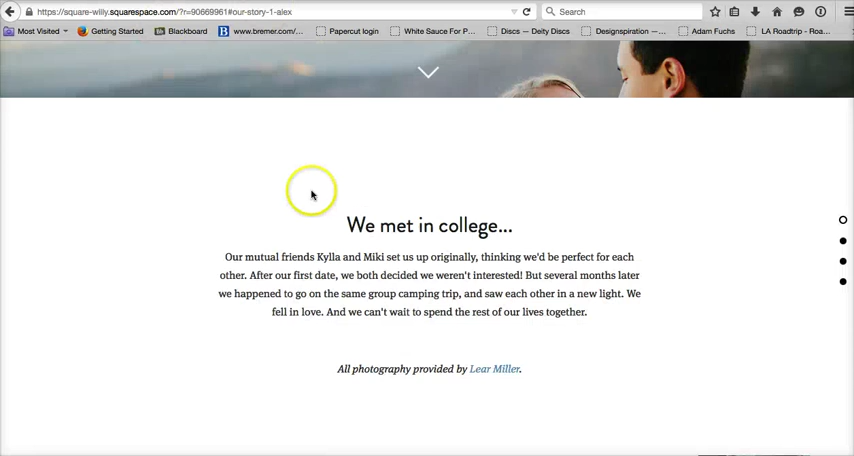 https://square-willy.squarespace.com/?r=90669961#our-story-1-alex
Search
Most Visited
Getting Started
Bb
Blackboard
B
www.bremer.com/...
Papercut login
White Sauce For P...
Discs — Deity Discs
Designspiration —...
Adam Fuchs
LA Roadtrip - Roa...
We met in college...
Our mutual friends Kylla and Miki set us up originally, thinking we'd be perfect for each
other. After our first date, we both decided we weren't interested! But several months later
we happened to go on the same group camping trip, and saw each other in a new light. We
fell in love. And we can't wait to spend the rest of our lives together.
All photography provided by Lear Miller.